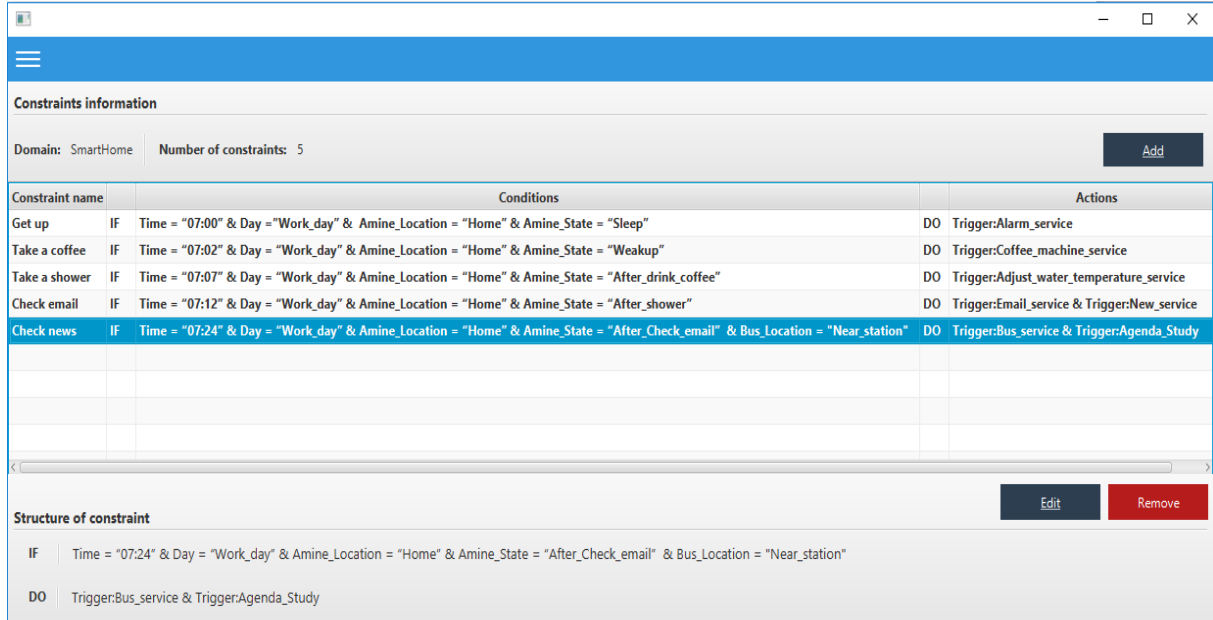 Constraints information
Domain: SmartHome Number of constraints: 5 Add
Constraint name Conditions Actions
Get up IF Time = “07:00” & Day =“Work_day” & Amine_Location = “Home” & Amine_State = “Sleep” DO Trigger:Alarm_service
Take a coffee IF Time = “07:02” & Day = “Work_day” & Amine_Location = “Home” & Amine_State = “Weakup” DO Trigger:Coffee_machine_service
Take a shower IF Time = “07:07” & Day = “Work_day” & Amine_Location = “Home” & Amine_State = “After_drink_coffee” DO Trigger:Adjust_water_temperature_service
Check email IF Time = “07:12” & Day = “Work_day” & Amine_Location = “Home” & Amine_State = “After_shower” DO Trigger:Email_service & Trigger:New_service
Check news IF Time = “07:24” & Day = “Work_day” & Amine_Location = “Home” & Amine_State = “After_Check_email” & Bus_Location = "Near_station" DO Trigger:Bus_service & Trigger:Agenda_Study
Edit Remove
Structure of constraint
IF Time = “07:24” & Day = “Work_day” & Amine_Location = “Home” & Amine_State = “After_Check_email” & Bus_Location = "Near_station"
DO Trigger:Bus_service & Trigger:Agenda_Study